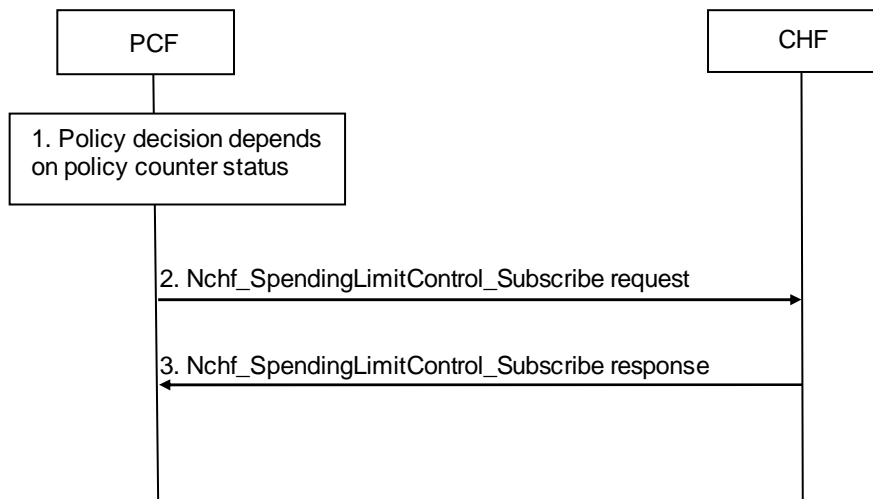 PCF
CHF
1. Policy decision depends
on policy counter status
2. Nchf_SpendingLimitControl_Subscribe request
3. Nchf_SpendingLimitControl_Subscribe response